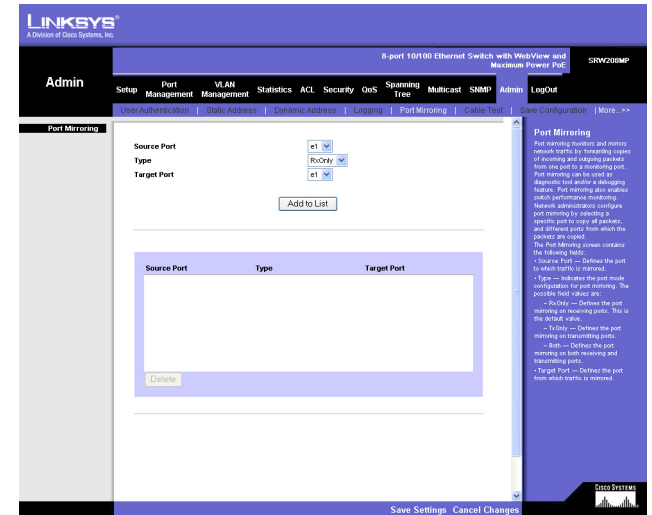 LINKSYS®
A Division of Cisco Systems, Inc.
8-port 10/100 Ethernet Switch with WebView and
Maximum Power PoE
SRW208MP
Admin
Setup Port Management VLAN Management Statistics ACL Security QoS Spanning Tree Multicast SNMP Admin LogOut
User Authentication | Static Address | Dynamic Address | Logging | Port Mirroring | Cable Test | Save Configuration | More...>>
Port Mirroring
Source Port e1
Type RxOnly
Target Port e1
Add to List
Source Port Type Target Port
Delete
Port Mirroring
Port mirroring monitors and mirrors
network traffic by forwarding copies
of incoming and outgoing packets
from one port to a monitoring port.
Port mirroring can be used as
diagnostic tool and/or a debugging
feature. Port mirroring also enables
switch performance monitoring.
Network administrators configure
port mirroring by selecting a
specific port to copy all packets,
and different ports from which the
packets are copied.
The Port Mirroring screen contains
the following fields:
• Source Port — Defines the port
to which traffic is mirrored.
• Type — Indicates the port mode
configuration for port mirroring. The
possible field values are:
– RxOnly — Defines the port
mirroring on receiving ports. This is
the default value.
– TxOnly — Defines the port
mirroring on transmitting ports.
– Both — Defines the port
mirroring on both receiving and
transmitting ports.
• Target Port — Defines the port
from which traffic is mirrored.
CISCO SYSTEMS
Save Settings Cancel Changes